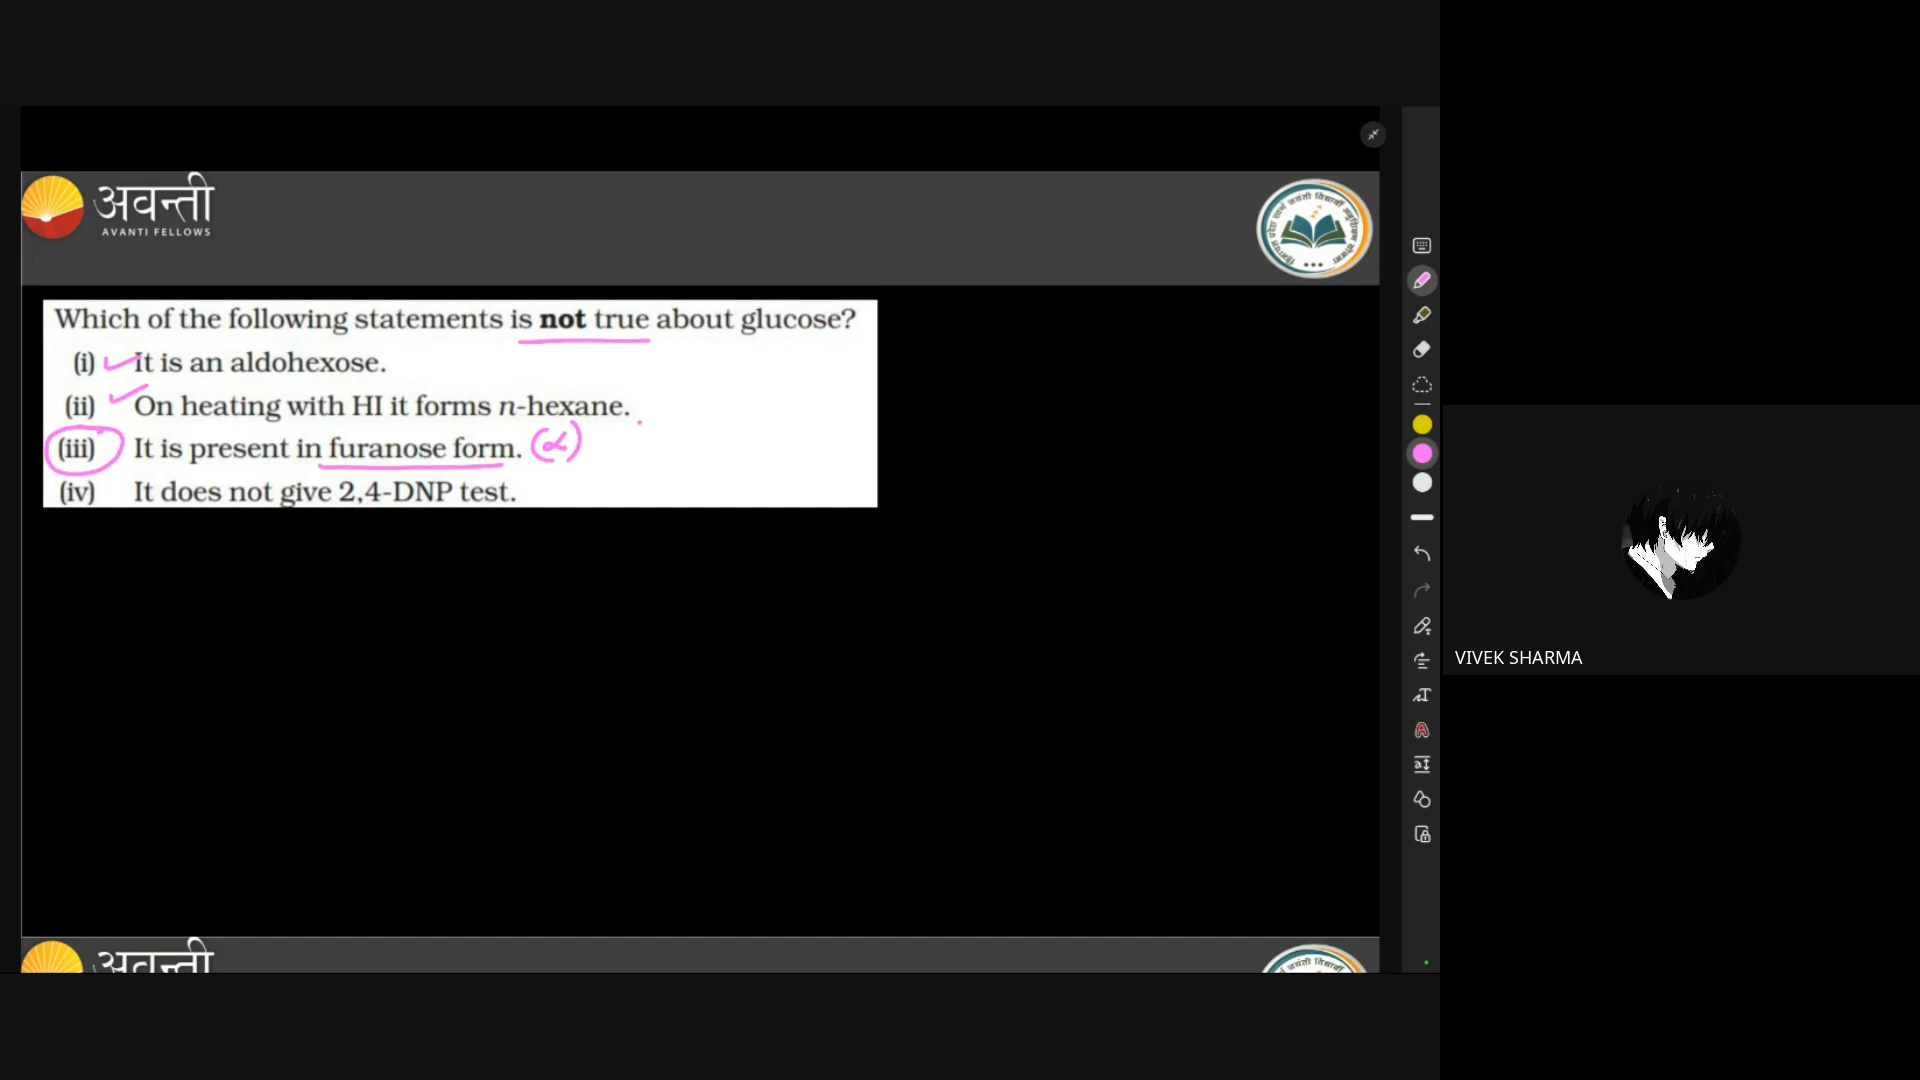 अवन्ती
AVANTI FELLOWS
Which of the following statements is not true about glucose?
(i) It is an aldohexose.
(ii) On heating with HI it forms n-hexane.
(iii) It is present in furanose form. (α)
(iv) It does not give 2,4-DNP test.
VIVEK SHARMA
अवन्ती